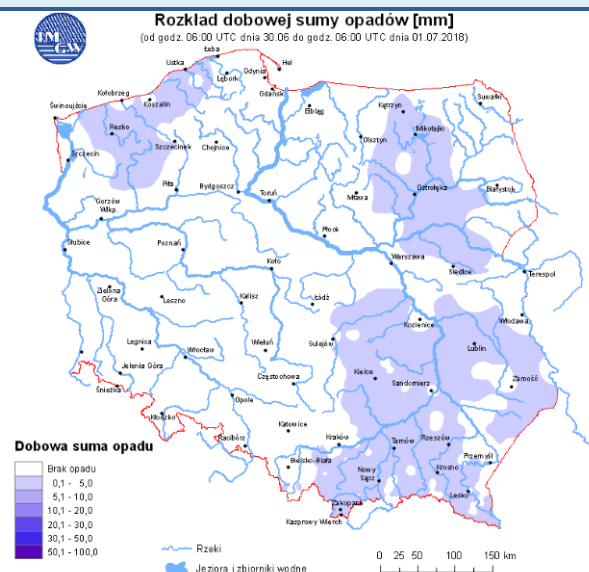 IM
GW
Rozkład dobowej sumy opadów [mm]
(od godz. 06:00 UTC dnia 30.06 do godz. 06:00 UTC dnia 01.07.2018)
Łeba
Ustka
Hel
Gdynia
Lębork
Gdańsk
Kołobrzeg
Koszalin
Świnoujście
Elbląg
Kętrzyn
Suwałki
Resko
Mikołajki
Olsztyn
Szczecinek
Chojnice
Szczecin
Piła
Bydgoszcz
Toruń
Mława
Ostrołęka
Białystok
Gorzów
Wlkp.
Płock
Słubice
Poznań
Koło
Warszawa
Siedlce
Terespol
Zielona
Góra
Leszno
Kalisz
Łódź
Kozienice
Włodawa
Legnica
Wrocław
Wieluń
Sulejów
Lublin
Jelenia Góra
Częstochowa
Kielce
Sandomierz
Zamość
Śnieżka
Opole
Kłodzko
Katowice
Racibórz
Kraków
Tarnów
Rzeszów
Przemyśl
Bielsko-Biała
Nowy
Sącz
Krosno
Lesko
Zakopane
Kasprowy Wierch
Dobowa suma opadu
Brak opadu
0,1 - 5,0
5,1 - 10,0
10,1 - 20,0
20,1 - 30,0
30,1 - 50,0
50,1 - 100,0
Rzeki
Jeziora i zbiorniki wodne
0 25 50 100 150 km